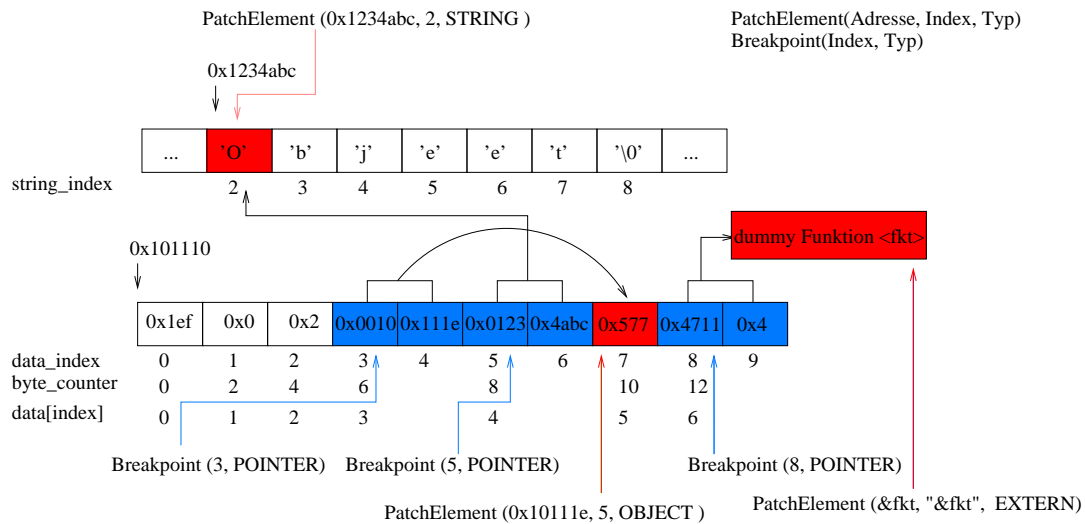 PatchElement (0x1234abc, 2, STRING )
PatchElement(Adresse, Index, Typ)
Breakpoint(Index, Typ)
0x1234abc
... 'O' 'b' 'j' 'e' 'e' 't' '\0' ...
string_index 2 3 4 5 6 7 8
dummy Funktion <fkt>
0x101110
0x1ef 0x0 0x2 0x0010 0x111e 0x0123 0x4abc 0x577 0x4711 0x4
data_index 0 1 2 3 4 5 6 7 8 9
byte_counter 0 2 4 6 8 10 12
data[index] 0 1 2 3 4 5 6
Breakpoint (3, POINTER) Breakpoint (5, POINTER) Breakpoint (8, POINTER)
PatchElement (&fkt, "&fkt", EXTERN)
PatchElement (0x10111e, 5, OBJECT )